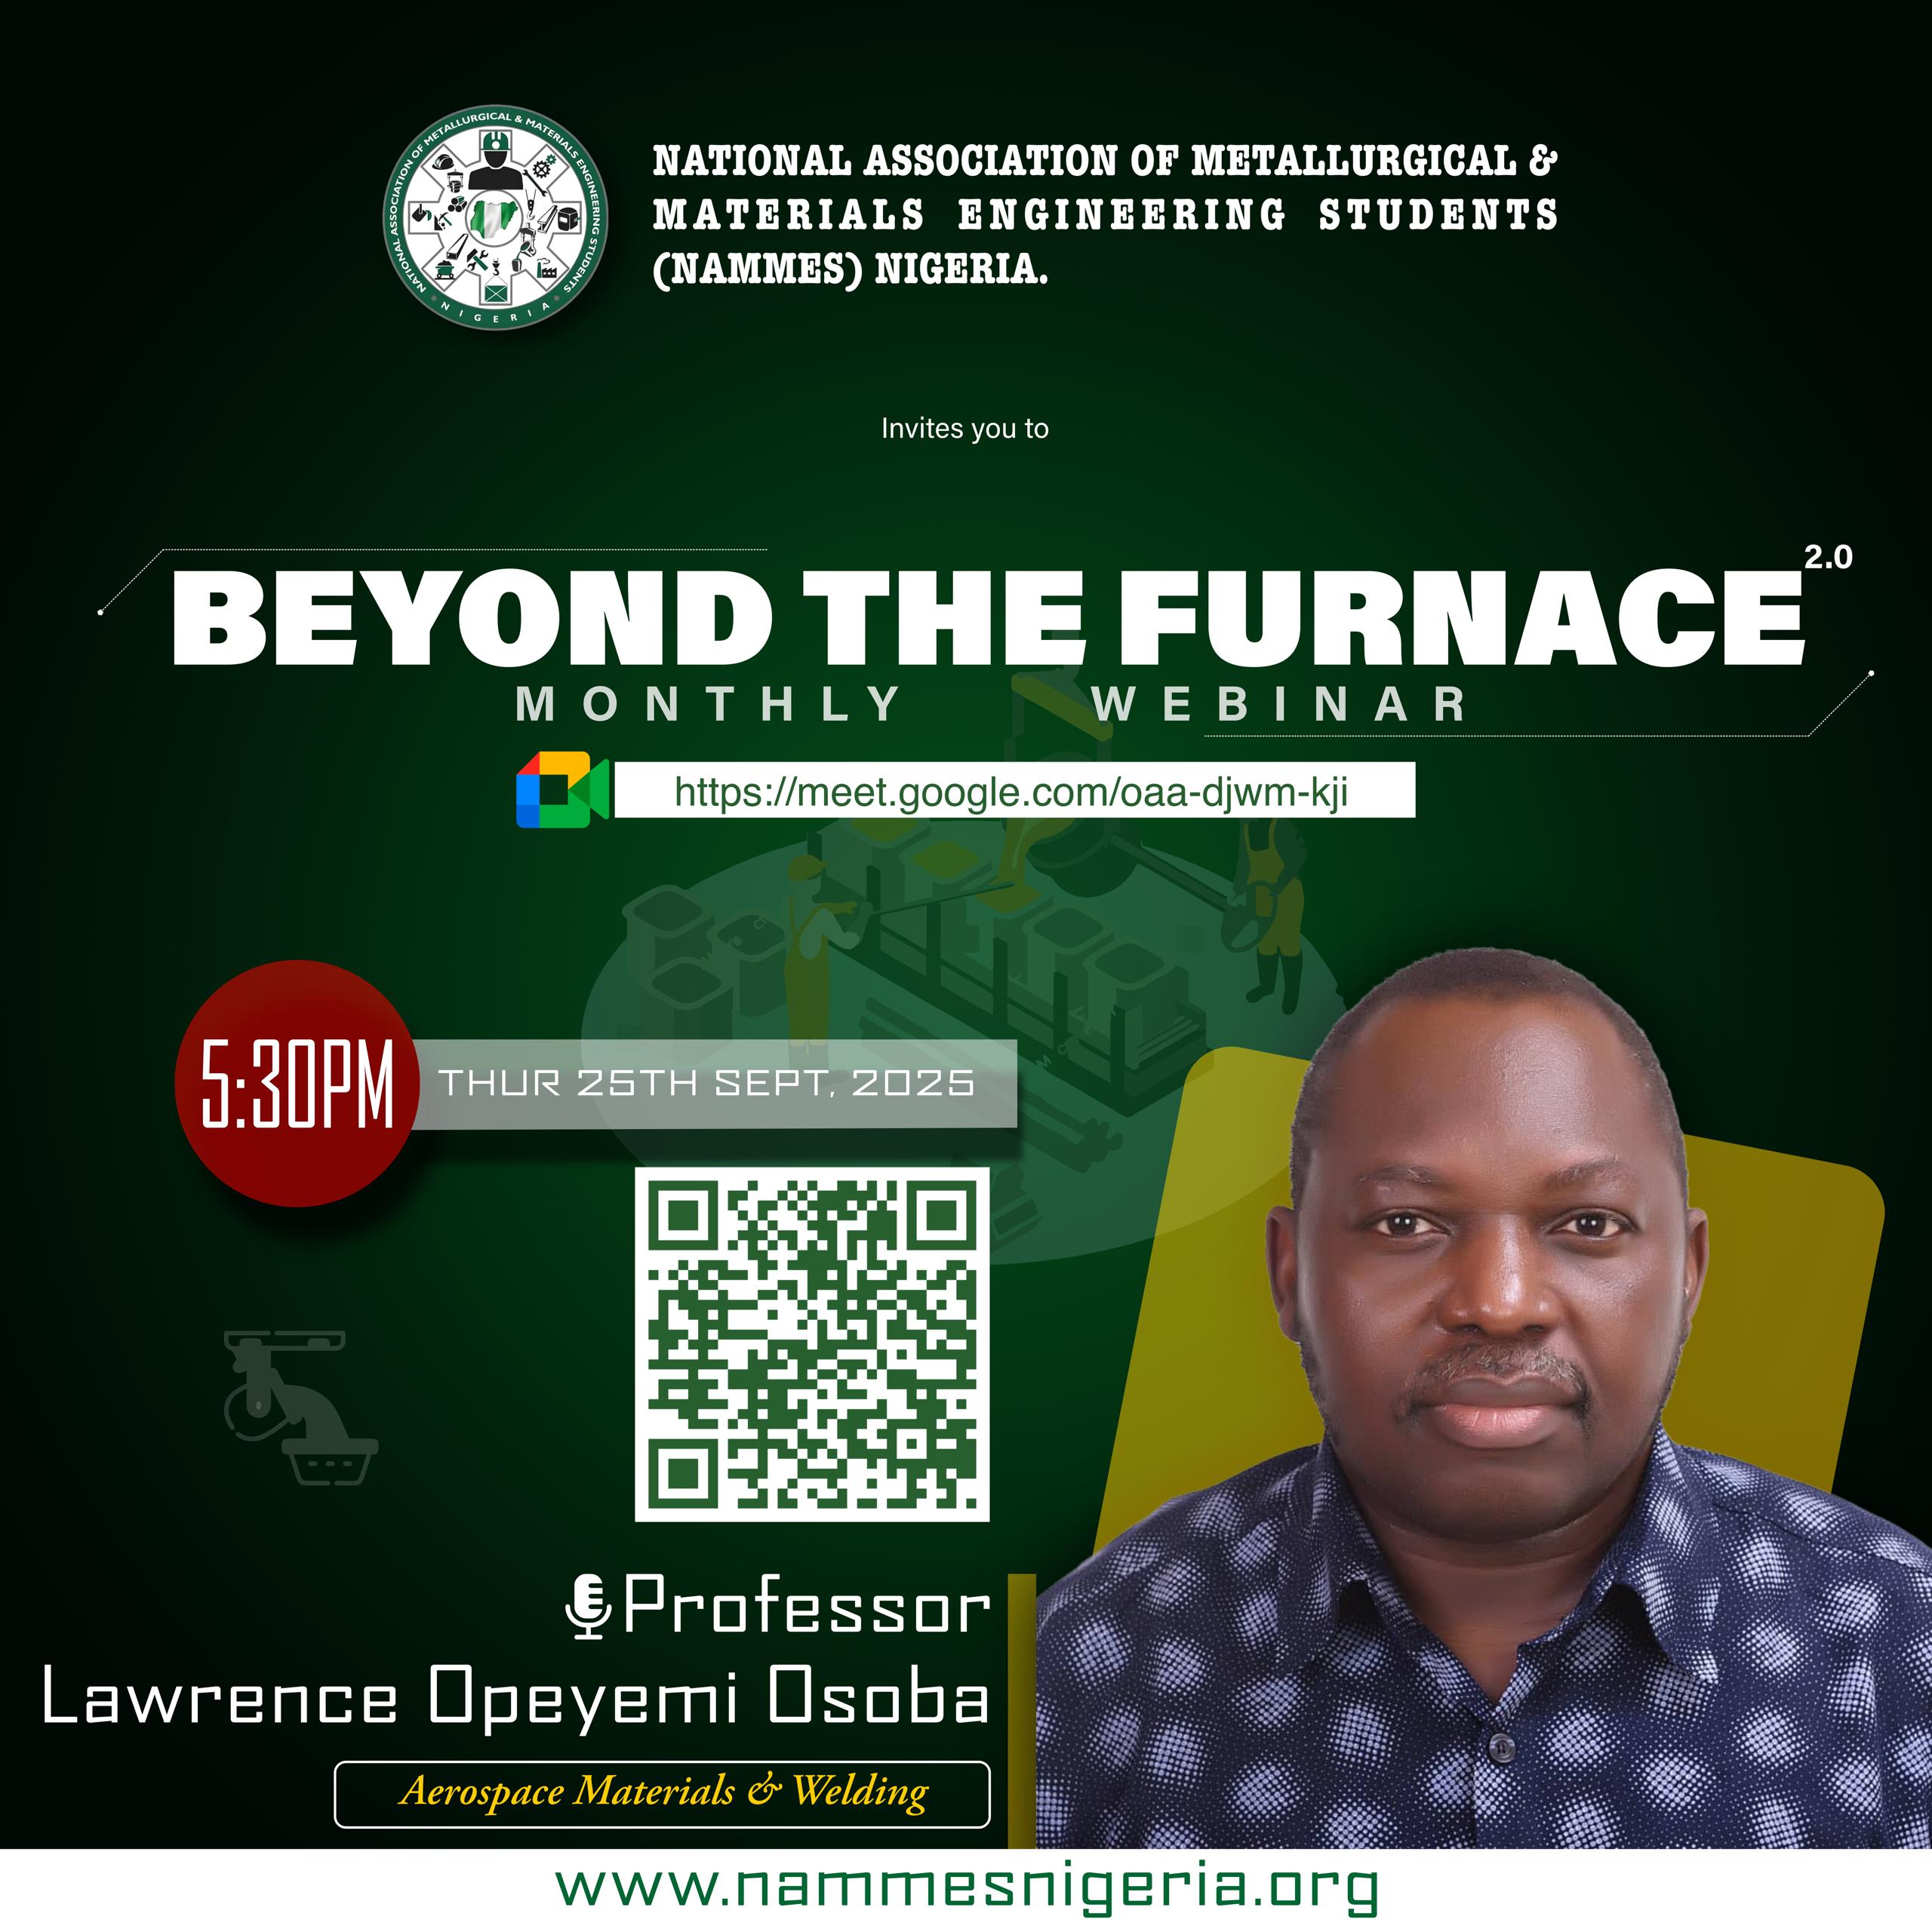 NATIONAL ASSOCIATION OF METALLURGICAL & MATERIALS ENGINEERING STUDENTS
NIGERIA
NATIONAL ASSOCIATION OF METALLURGICAL &
MATERIALS ENGINEERING STUDENTS
(NAMMES) NIGERIA.
Invites you to
BEYOND THE FURNACE 2.0
MONTHLY WEBINAR
https://meet.google.com/oaa-djwm-kji
5:30PM
THUR 25TH SEPT, 2025
Professor
Lawrence Opeyemi Osoba
Aerospace Materials & Welding
www.nammesnigeria.org